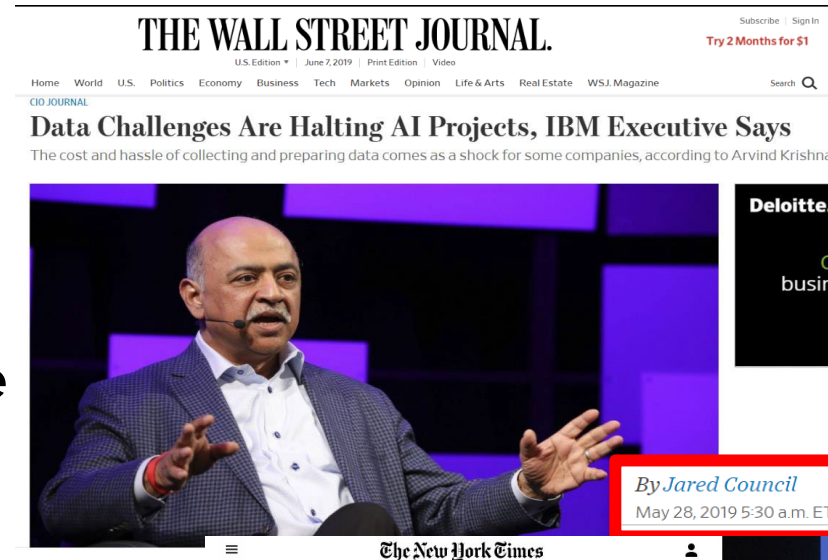 THE WALL STREET JOURNAL.
Subscribe | Sign In
Try 2 Months for $1
U.S. Edition ▼ | June 7, 2019 | Print Edition | Video
Home World U.S. Politics Economy Business Tech Markets Opinion Life & Arts Real Estate WSJ. Magazine Search
CIO JOURNAL
Data Challenges Are Halting AI Projects, IBM Executive Says
The cost and hassle of collecting and preparing data comes as a shock for some companies, according to Arvind Krishna
Deloitte.
busin
e
By Jared Council
May 28, 2019 5:30 a.m. ET
The New York Times